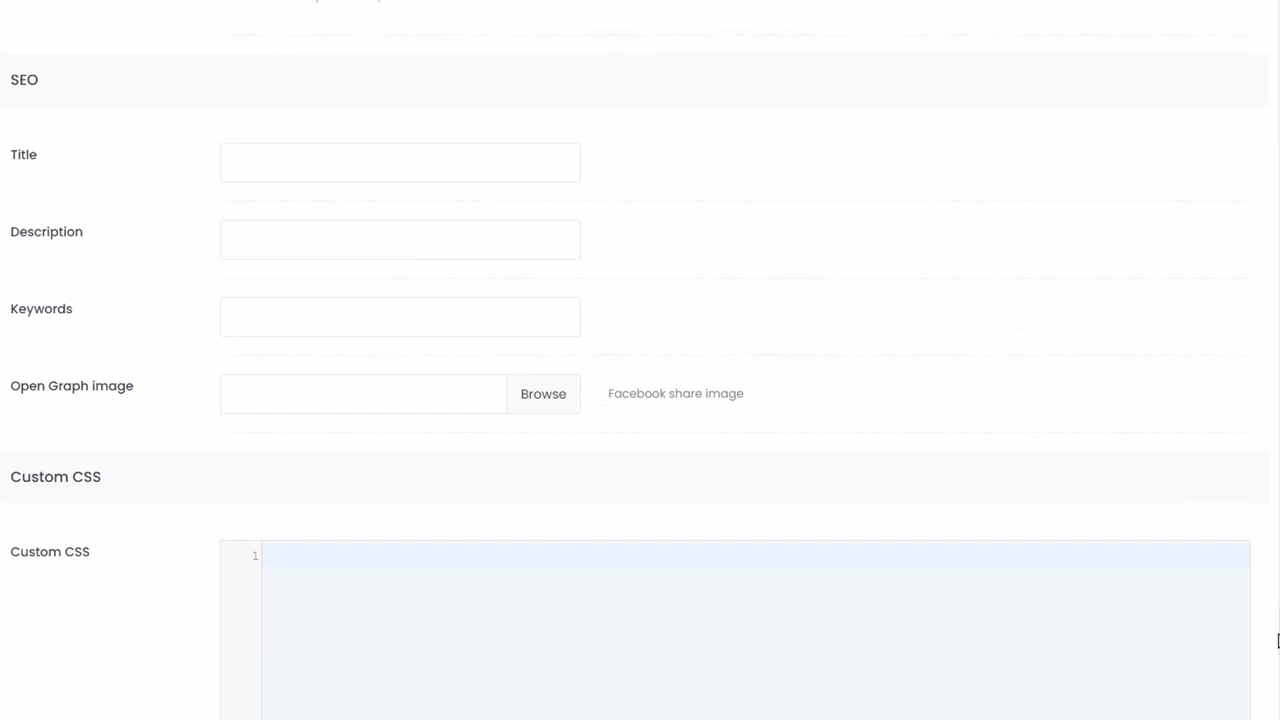 SEO
Title
Description
Keywords
Open Graph image
Browse
Facebook share image
Custom CSS
Custom CSS
1